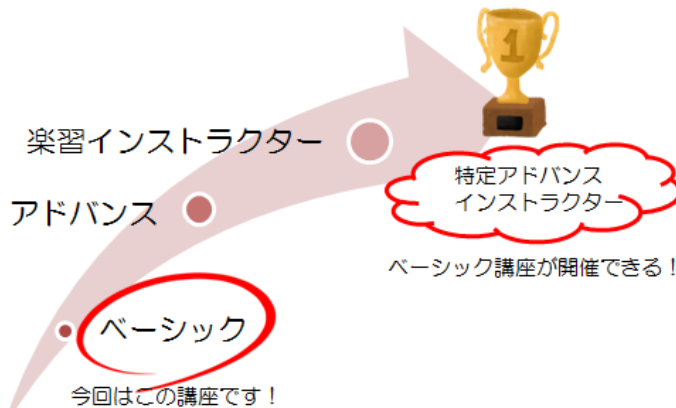 1
楽習インストラクター
特定アドバンス
インストラクター
アドバンス
ベーシック講座が開催できる！
ベーシック
今回はこの講座です！